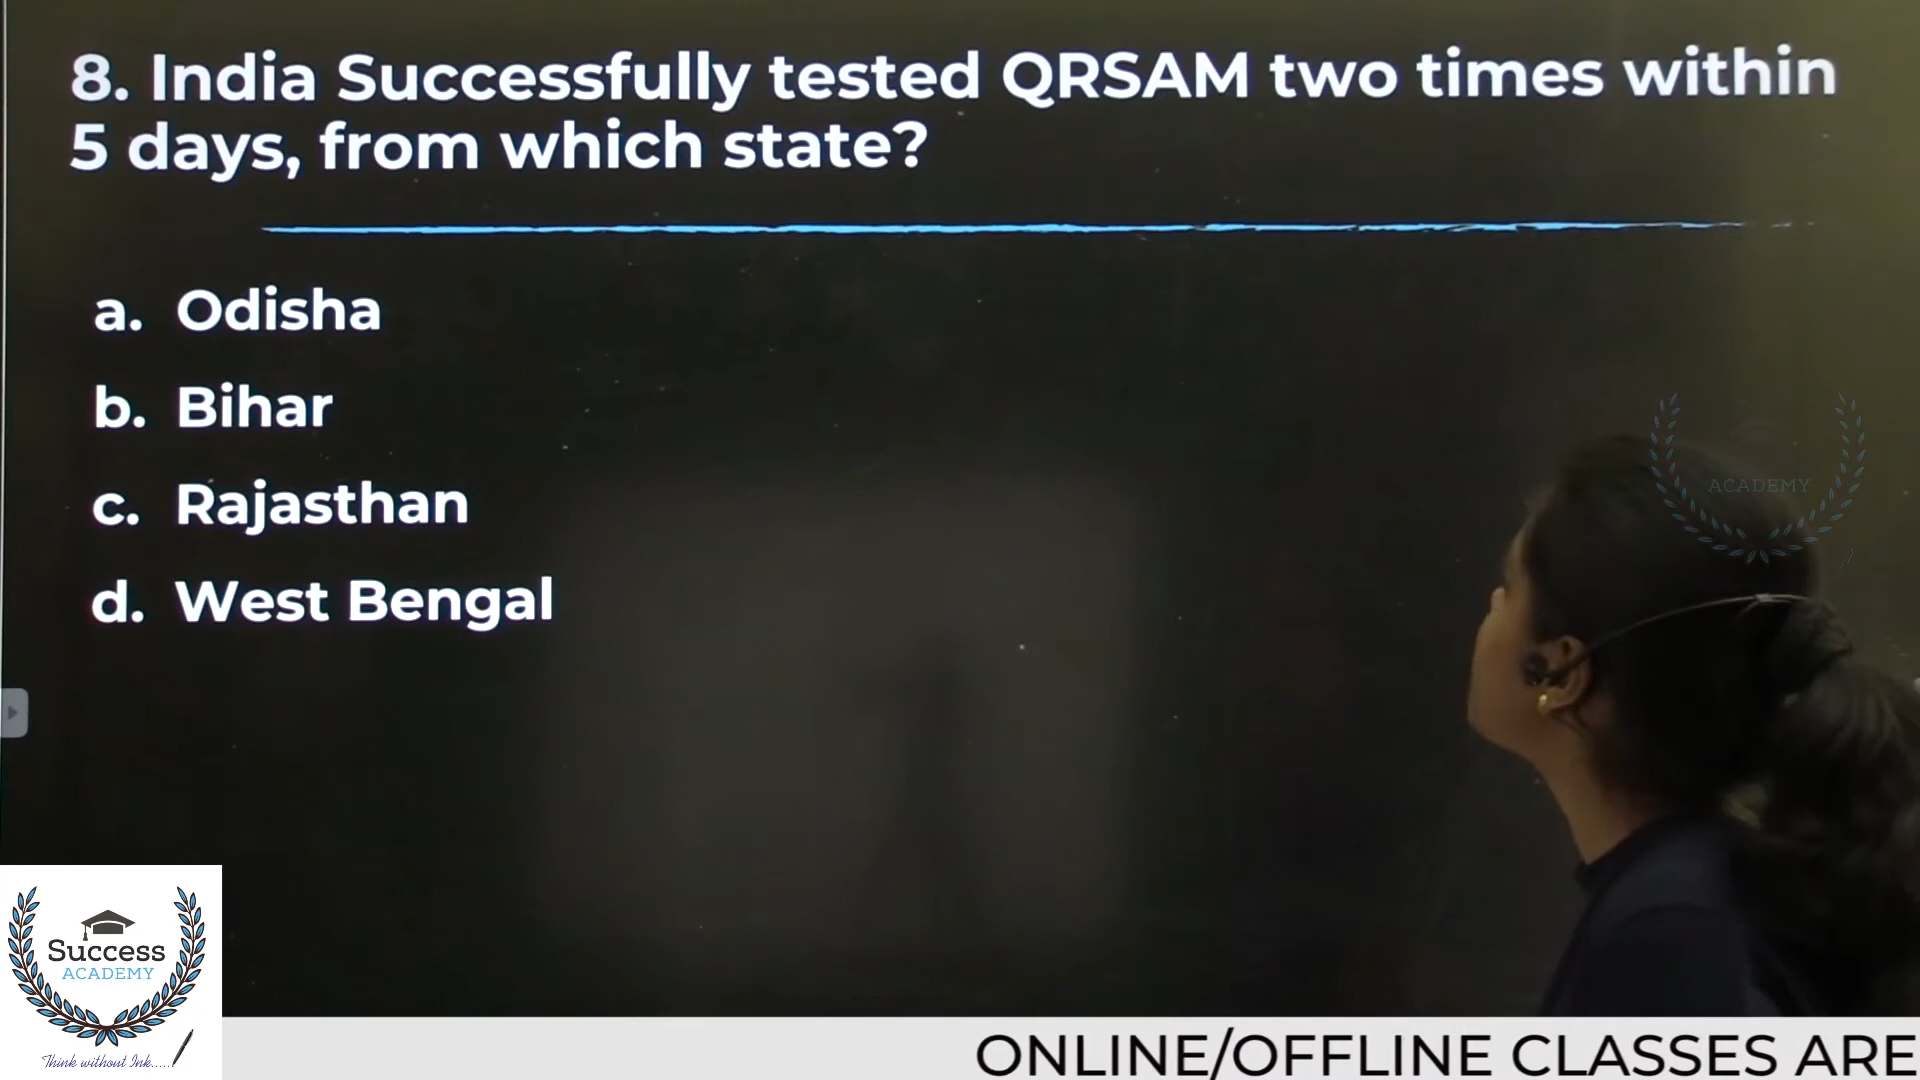 8. India Successfully tested QRSAM two times within
5 days, from which state?
a. Odisha
b. Bihar
c. Rajasthan
d. West Bengal
ACADEMY
Success
ACADEMY
Think without Ink.....
ONLINE/OFFLINE CLASSES ARE